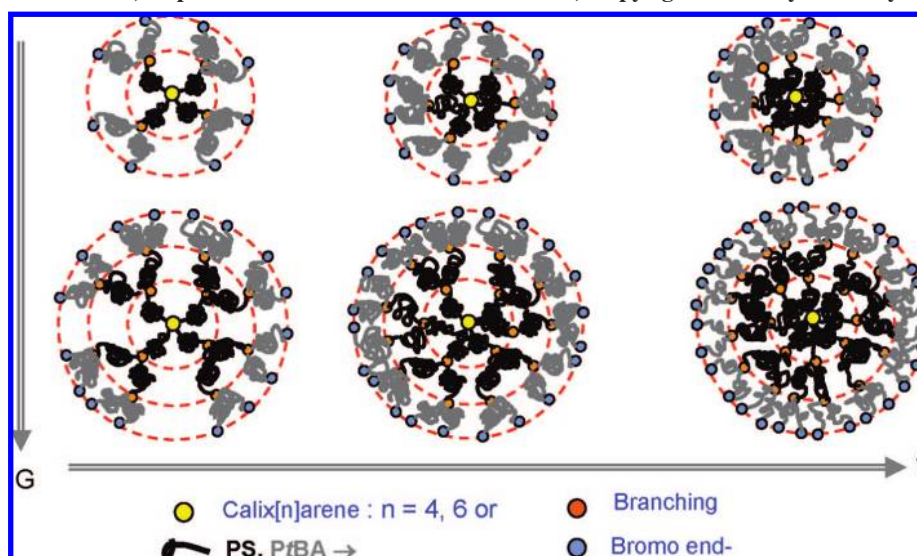 G
Calix[n]arene : n = 4, 6 or
Branching
PS, PtBA →
Bromo end-